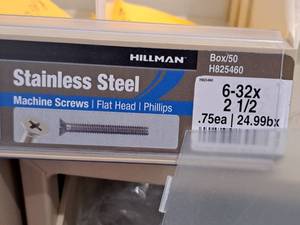 HILLMAN
Box/50
H825460
Stainless Steel
Machine Screws | Flat Head | Phillips
H825460
6-32x
2 1/2
.75ea | 24.99bx